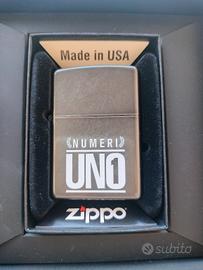 Made in USA
《NUMERI》
UNO
zippo
subito